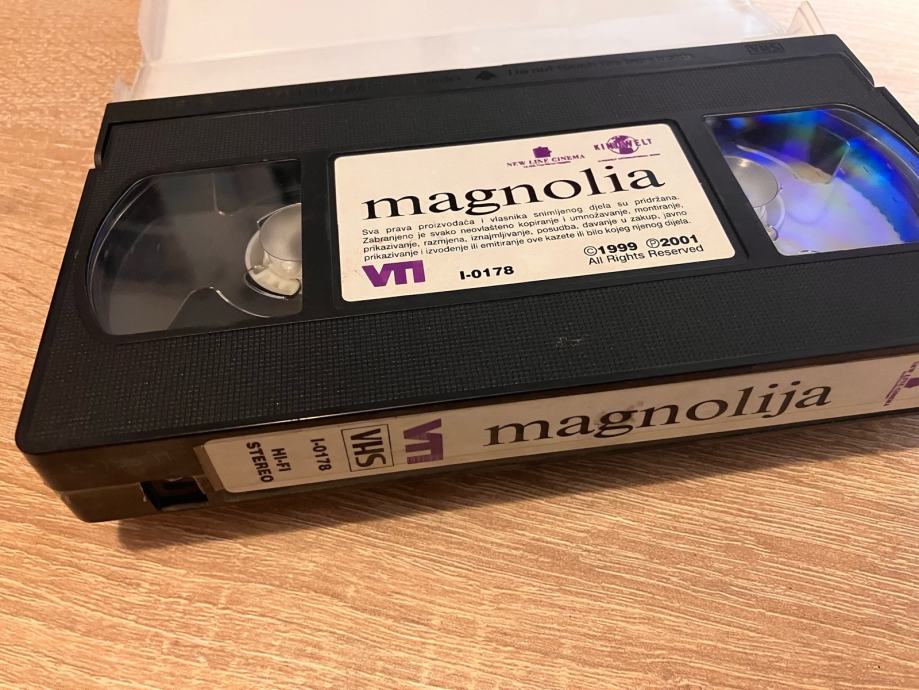 VHS
NEW LINE CINEMA
KINOWELT
magnolia
Sva prava proizvođača i vlasnika snimljenog djela su pridržana.
Zabranjeno je svako neovlašteno kopiranje i umnožavanje, montiranje,
prikazivanje, razmjena, iznajmljivanje, posudba, davanje u zakup, javno
prikazivanje i izvođenje ili emitiranje ove kazete ili bilo kojeg njenog dijela.
VTI
I-0178
©1999 ℗2001
All Rights Reserved
HI-FI
STEREO
I-0178
VHS
VTI
magnolija